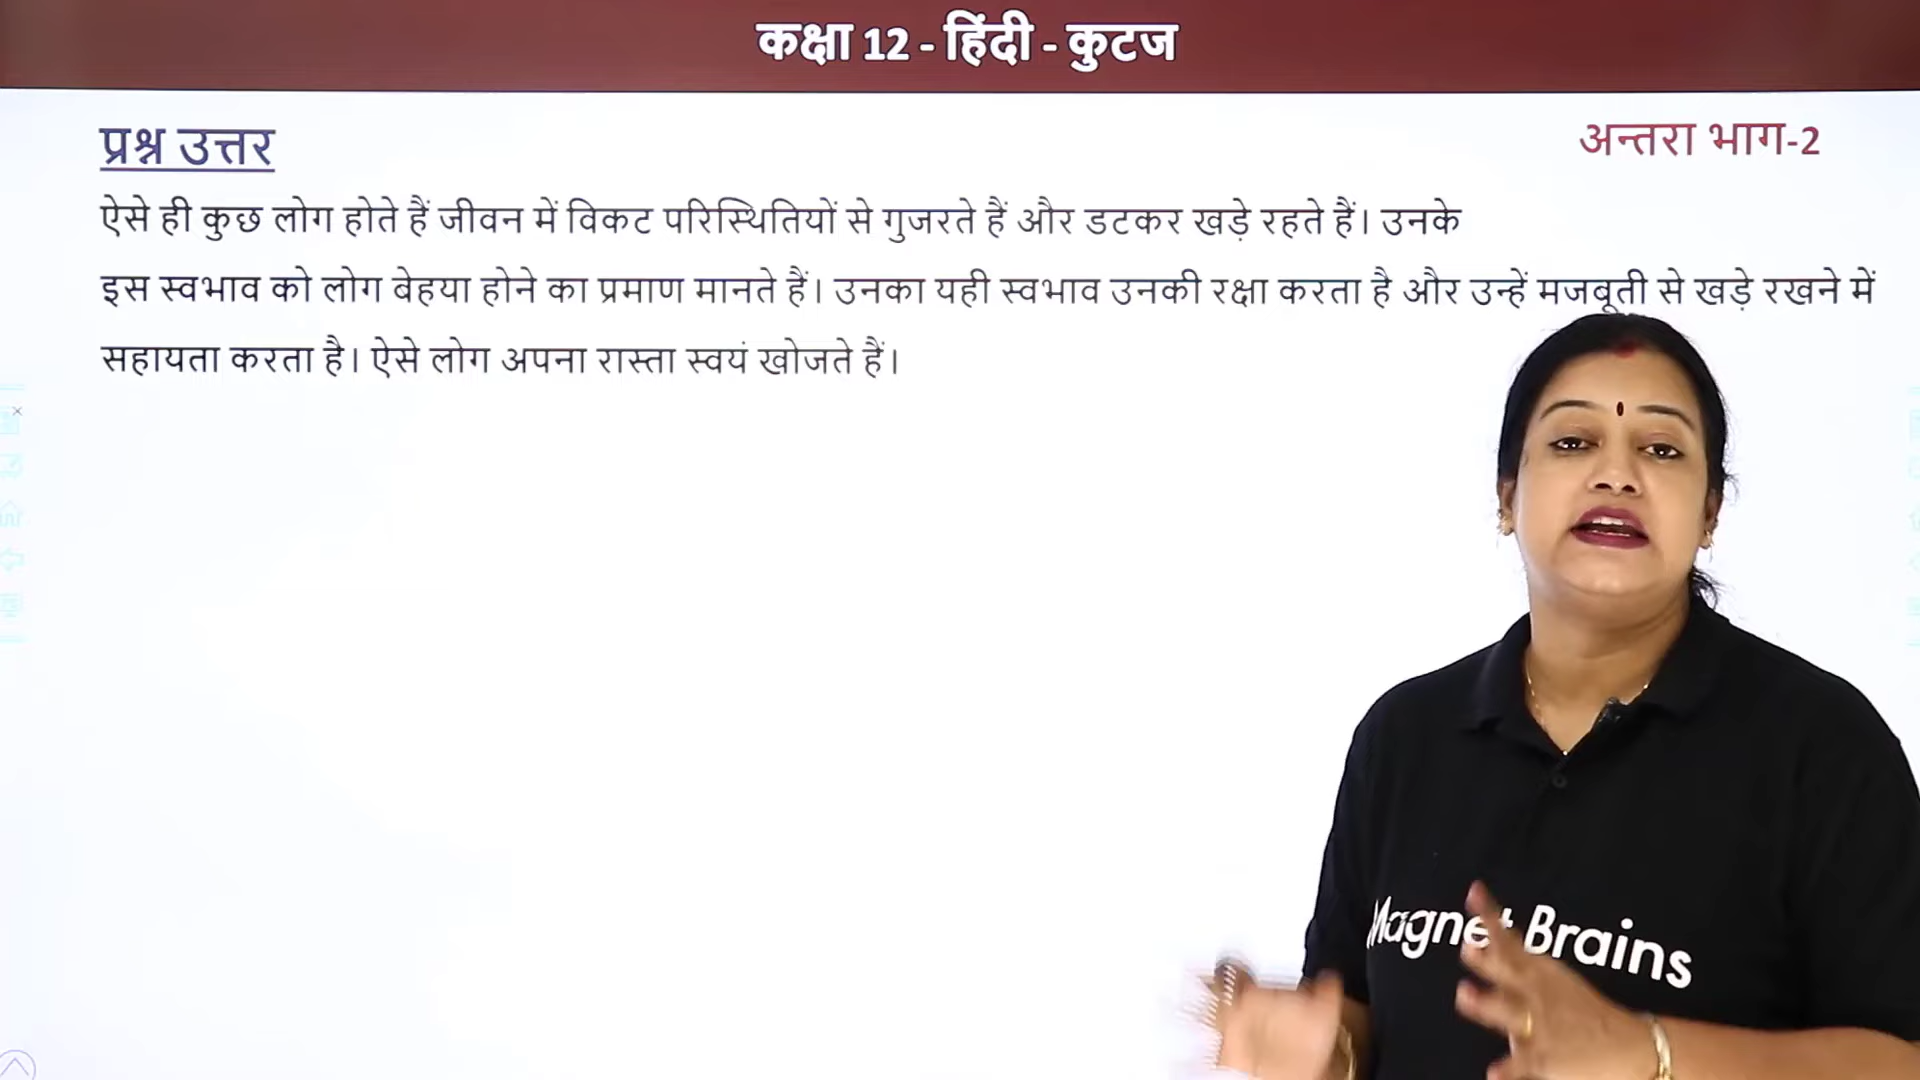 कक्षा 12 - हिंदी - कुटज
प्रश्न उत्तर
अन्तरा भाग-2
ऐसे ही कुछ लोग होते हैं जीवन में विकट परिस्थितियों से गुजरते हैं और डटकर खड़े रहते हैं। उनके
इस स्वभाव को लोग बेहया होने का प्रमाण मानते हैं। उनका यही स्वभाव उनकी रक्षा करता है और उन्हें मजबूती से खड़े रखने में
सहायता करता है। ऐसे लोग अपना रास्ता स्वयं खोजते हैं।
Magnet Brains